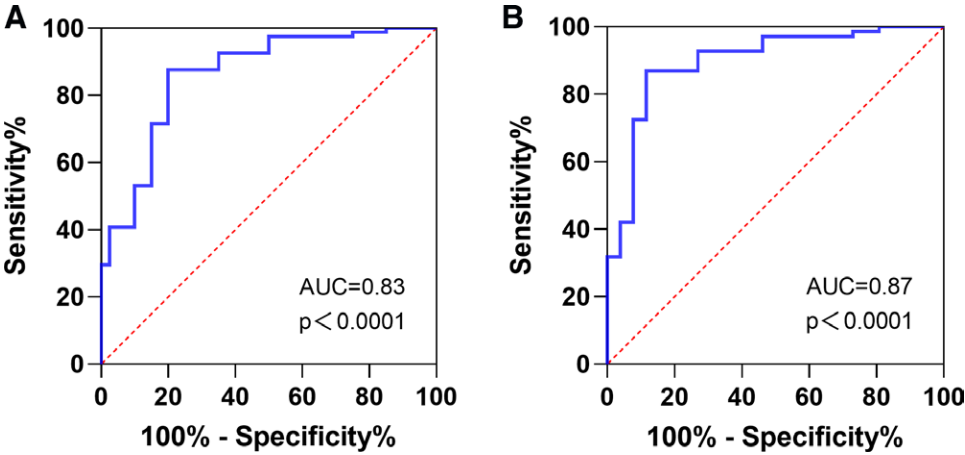 A
Sensitivity%
100
80
60
40
20
0
AUC=0.83
p<0.0001
0 20 40 60 80 100
100% - Specificity%
B
Sensitivity%
100
80
60
40
20
0
AUC=0.87
p<0.0001
0 20 40 60 80 100
100% - Specificity%